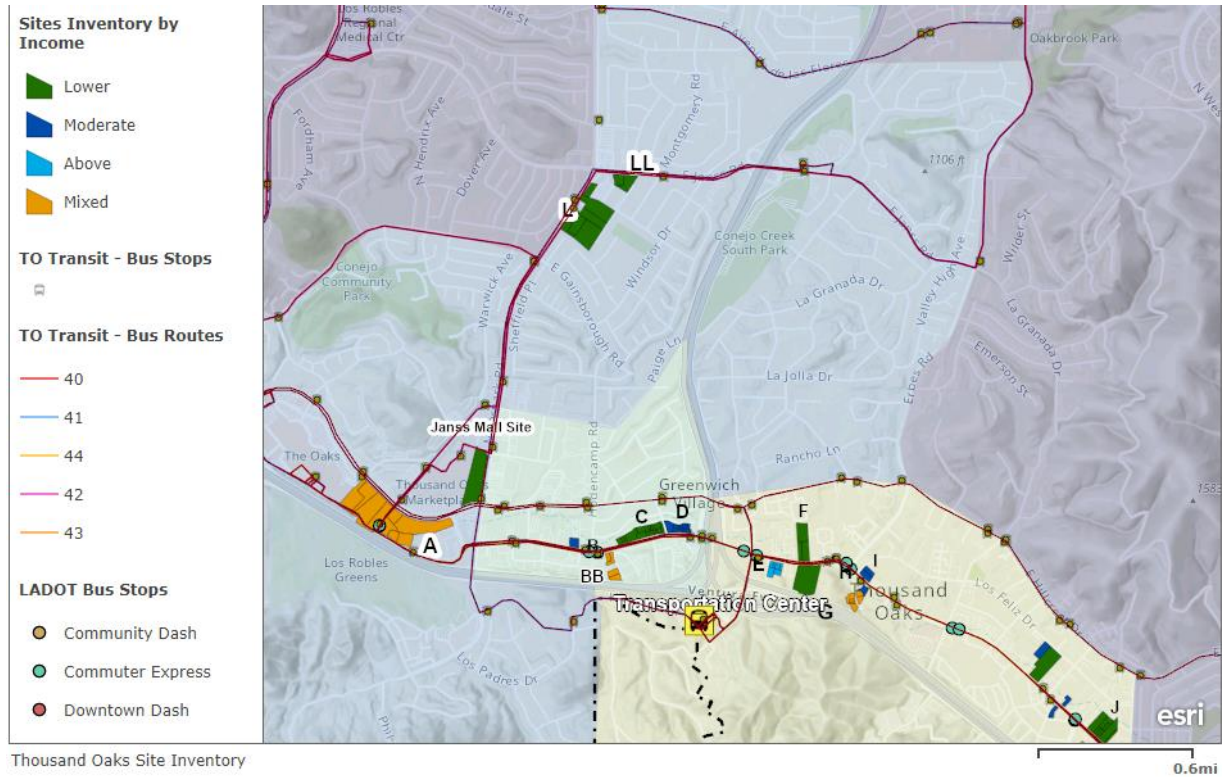 Sites Inventory by
Income
Lower
Moderate
Above
Mixed
TO Transit - Bus Stops
TO Transit - Bus Routes
40
41
44
42
43
LADOT Bus Stops
Community Dash
Commuter Express
Downtown Dash
Los Robles
Regional
Medical Ctr
Oakbrook Park
Fordham Ave
N Hendrix Ave
Dover Ave
Montgomery Rd
LL
1106 ft
L
Conejo Creek
South Park
Windsor Dr
Conejo
Community
Park
Warwick Ave
Sheffield Pl
E Gainsborough Rd
Paige Ln
La Granada Dr
Valley High Ave
Wilder St
La Granada Dr
Emerson St
Erbes Rd
La Jolla Dr
Janss Mall Site
The Oaks
Thousand Oaks
Marketplace
Rancho Ln
Greenwich
Village
A
B
BB
C
D
E
F
G
H
I
J
Los Robles
Greens
Transportation Center
Thousand
Oaks
Los Feliz Dr
Los Padres Dr
esri
Thousand Oaks Site Inventory
0.6mi